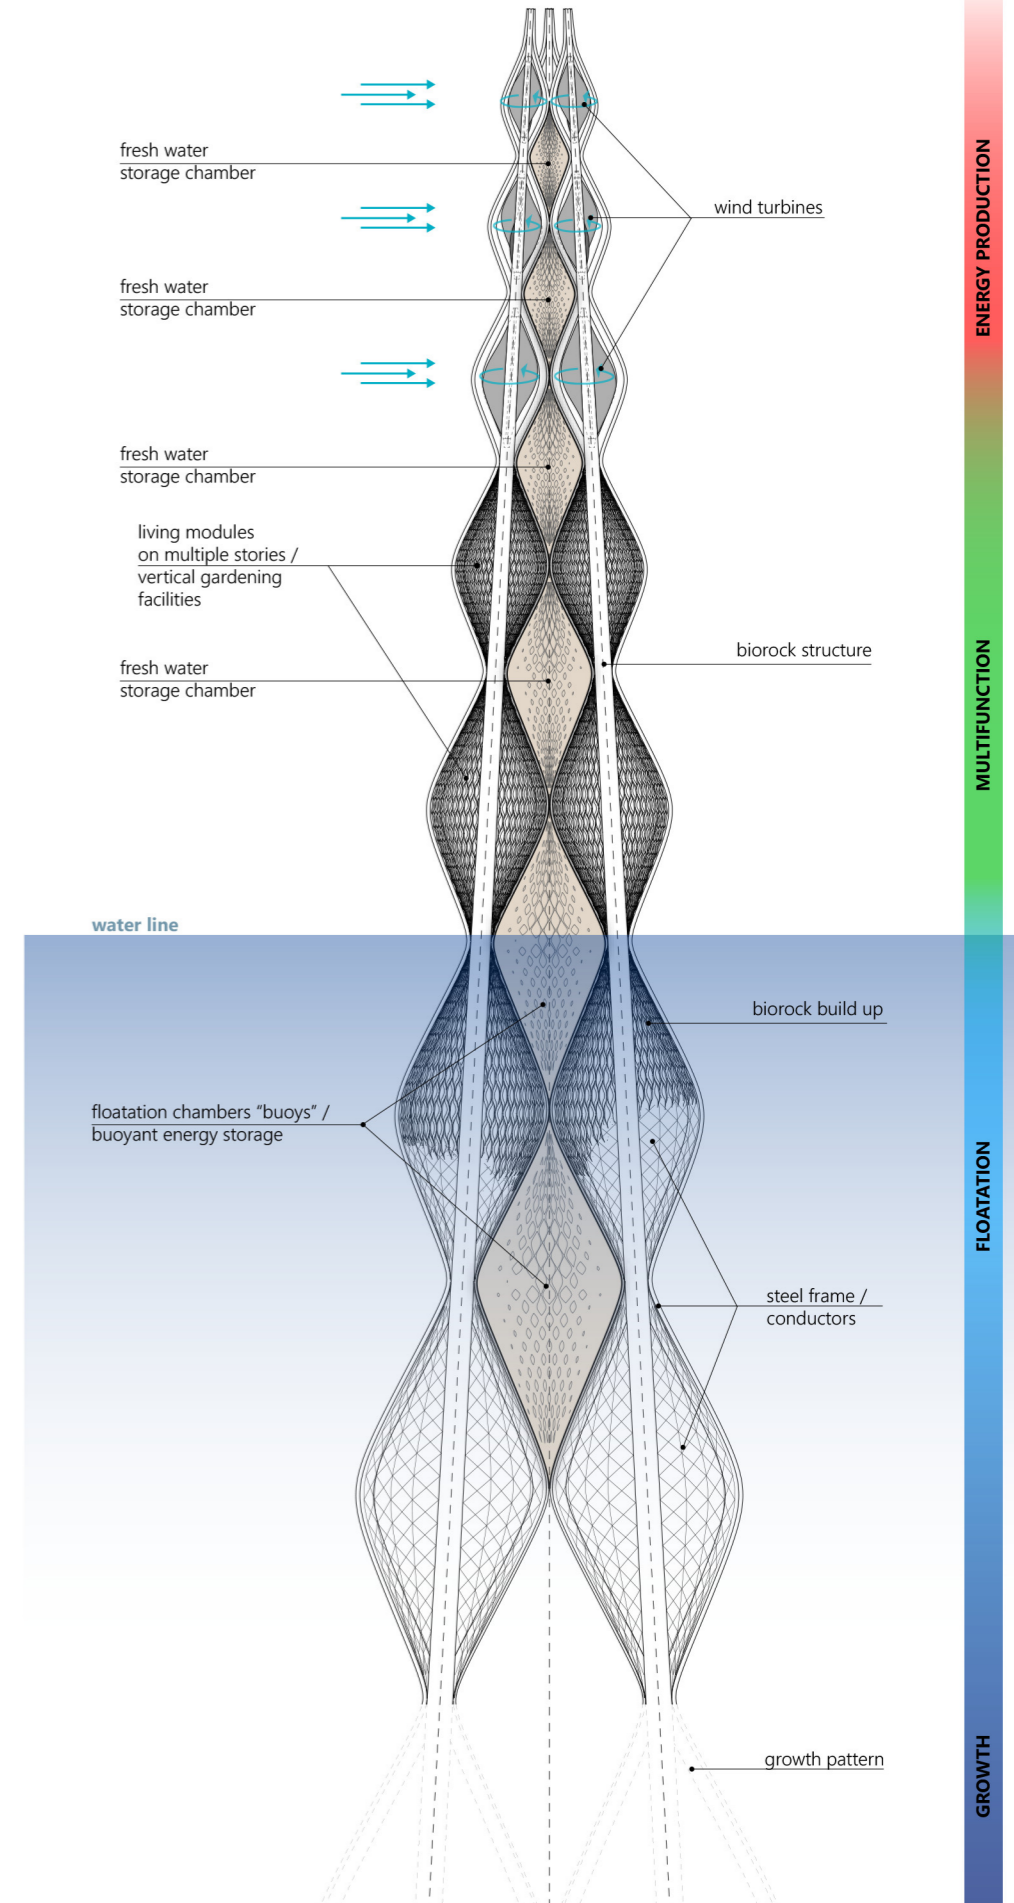 fresh water
storage chamber
wind turbines
fresh water
storage chamber
fresh water
storage chamber
living modules
on multiple stories /
vertical gardening
facilities
biorock structure
fresh water
storage chamber
water line
biorock build up
floatation chambers “buoys” /
buoyant energy storage
steel frame /
conductors
growth pattern
ENERGY PRODUCTION
MULTIFUNCTION
FLOATATION
GROWTH